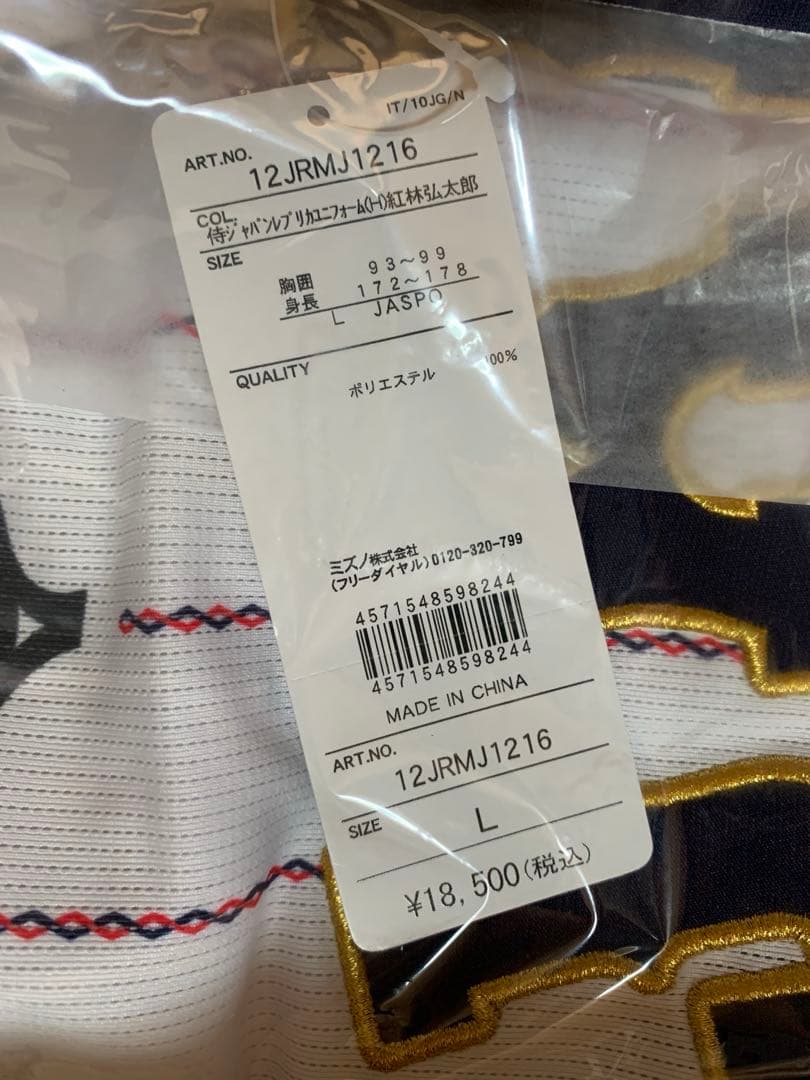 IT/10JG/N
ART.NO. 12JRMJ1216
COL. 侍ジャパンレプリカユニフォーム(H)紅林弘太郎
SIZE
胸囲 93～99
身長 172～178
L JASPO
QUALITY
ポリエステル 100%
ミズノ株式会社
(フリーダイヤル)0120-320-799
4571548598244
4571548598244
MADE IN CHINA
ART.NO. 12JRMJ1216
SIZE L
¥18,500(税込)